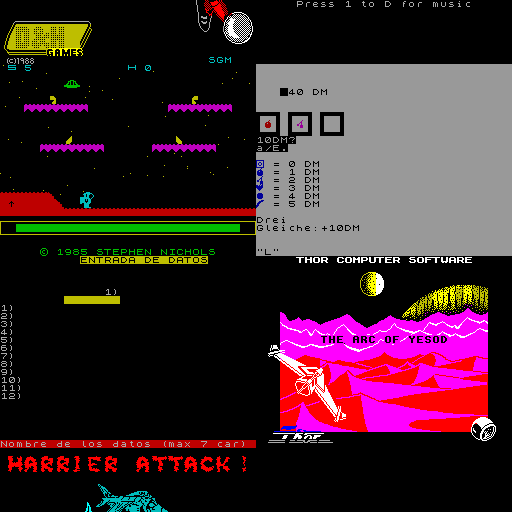 Press 1 to D for music
GAMES
(c)1988
S 5 H 0. SGM
40 DM
10DM?
a/E.
= 0 DM
= 1 DM
= 2 DM
= 3 DM
= 4 DM
= 5 DM
Drei
Gleiche:+10DM
"L"
© 1985 STEPHEN NICHOLS
ENTRADA DE DATOS
1)
1)
2)
3)
4)
5)
6)
7)
8)
9)
10)
11)
12)
Nombre de los datos (max 7 car)
HARRIER ATTACK!
THOR COMPUTER SOFTWARE
THE ARC OF YESOD
Thor